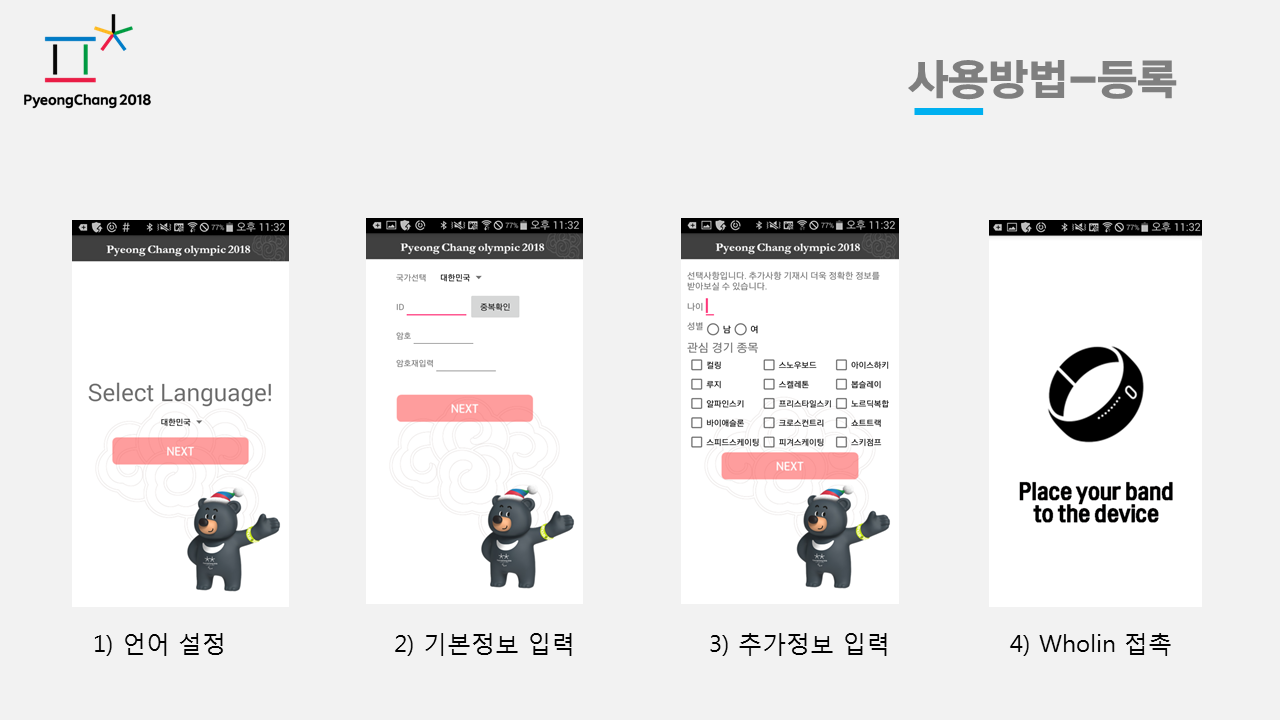 PyeongChang 2018
사용방법-등록
# 77% 오후 11:32
Pyeong Chang olympic 2018
Select Language!
대한민국
NEXT
1) 언어 설정
77% 오후 11:32
Pyeong Chang olympic 2018
국가선택 대한민국
ID 중복확인
암호
암호재입력
NEXT
2) 기본정보 입력
77% 오후 11:32
Pyeong Chang olympic 2018
선택사항입니다. 추가사항 기재시 더욱 정확한 정보를
받아보실 수 있습니다.
나이
성별 남 여
관심 경기 종목
컬링 스노우보드 아이스하키
루지 스켈레톤 봅슬레이
알파인스키 프리스타일스키 노르딕복합
바이애슬론 크로스컨트리 쇼트트랙
스피드스케이팅 피겨스케이팅 스키점프
NEXT
3) 추가정보 입력
77% 오후 11:32
Place your band
to the device
4) Wholin 접촉